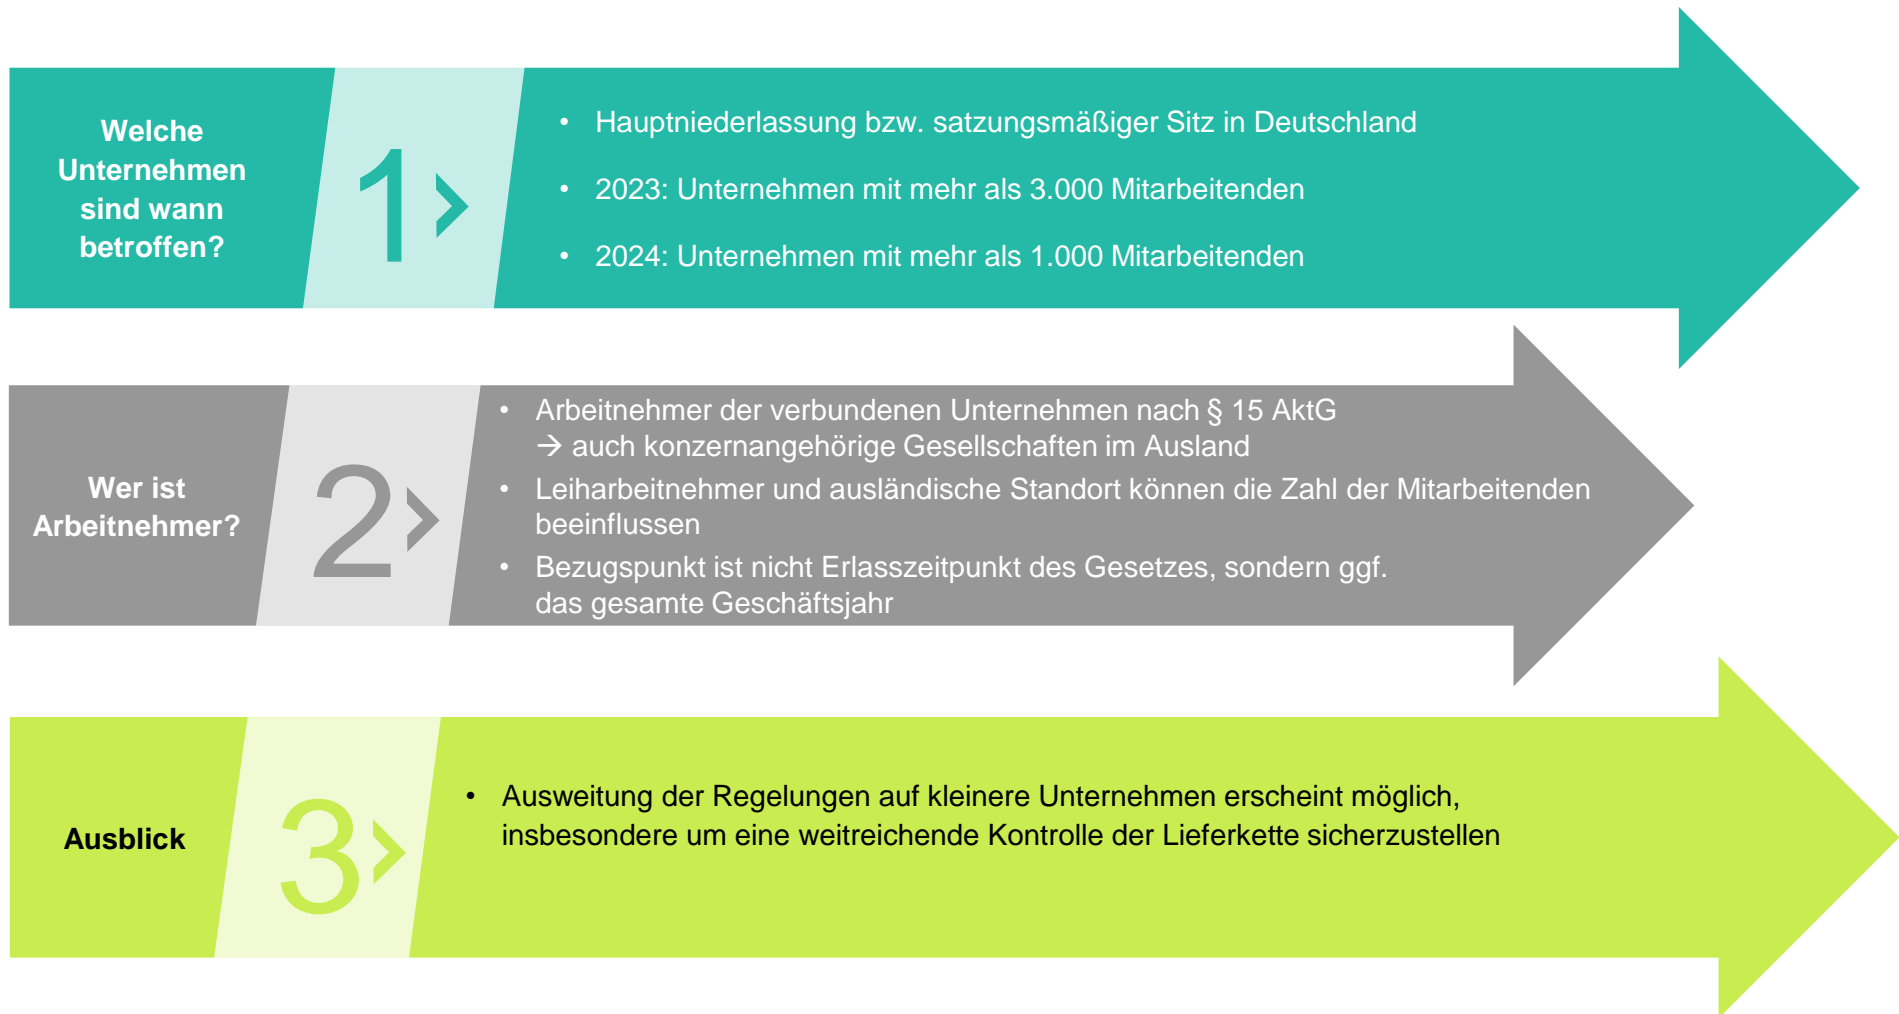 Welche
Unternehmen
sind wann
betroffen?
1
• Hauptniederlassung bzw. satzungsmäßiger Sitz in Deutschland
• 2023: Unternehmen mit mehr als 3.000 Mitarbeitenden
• 2024: Unternehmen mit mehr als 1.000 Mitarbeitenden
Wer ist
Arbeitnehmer?
2
• Arbeitnehmer der verbundenen Unternehmen nach § 15 AktG
→ auch konzernangehörige Gesellschaften im Ausland
• Leiharbeitnehmer und ausländische Standort können die Zahl der Mitarbeitenden
beeinflussen
• Bezugspunkt ist nicht Erlasszeitpunkt des Gesetzes, sondern ggf.
das gesamte Geschäftsjahr
Ausblick
3
• Ausweitung der Regelungen auf kleinere Unternehmen erscheint möglich,
insbesondere um eine weitreichende Kontrolle der Lieferkette sicherzustellen